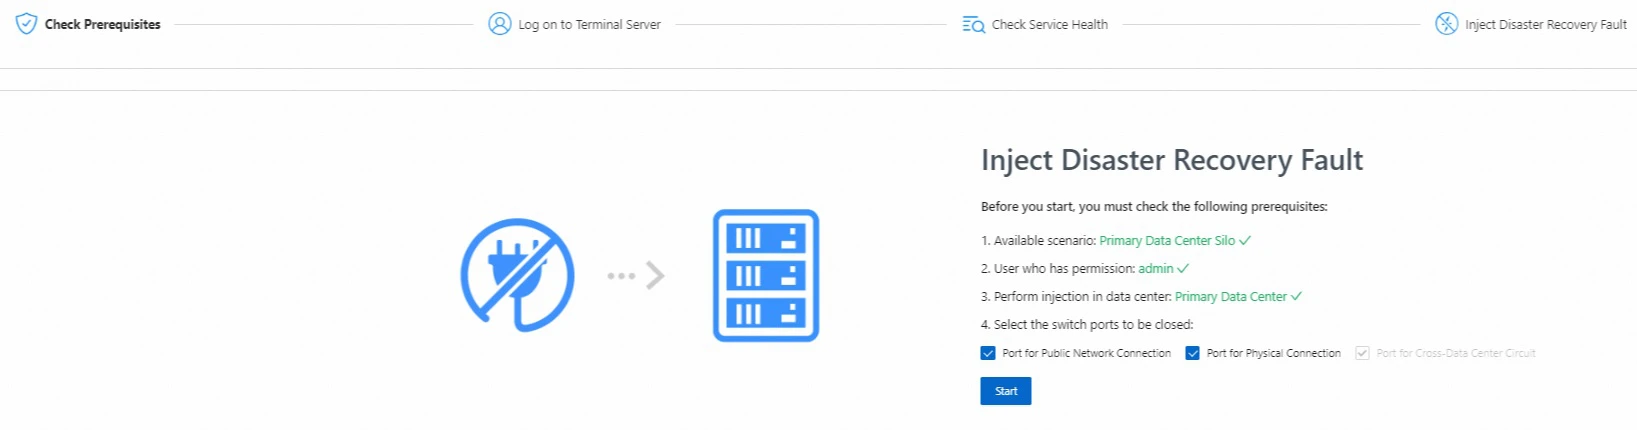 Check Prerequisites
Log on to Terminal Server
Check Service Health
Inject Disaster Recovery Fault
Inject Disaster Recovery Fault
Before you start, you must check the following prerequisites:
1. Available scenario: Primary Data Center Silo
2. User who has permission: admin
3. Perform injection in data center: Primary Data Center
4. Select the switch ports to be closed:
Port for Public Network Connection Port for Physical Connection Port for Cross-Data Center Circuit
Start